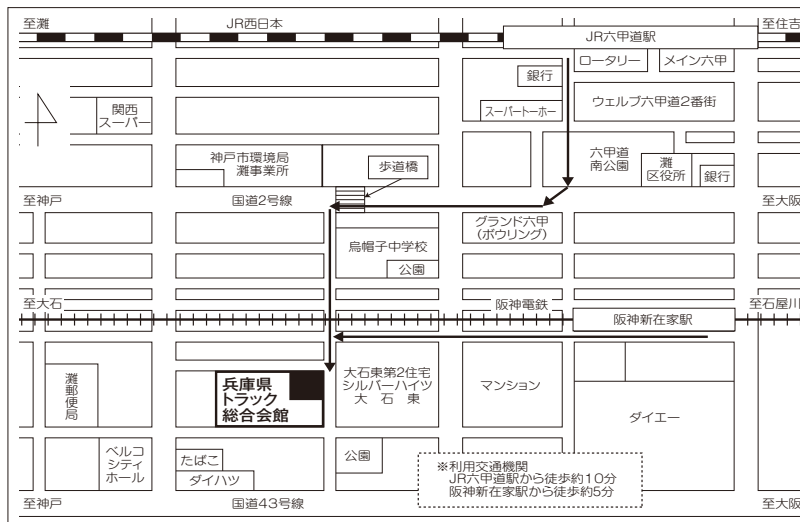 至灘
JR西日本
至住吉
JR六甲道駅
ロータリー
メイン六甲
銀行
関西
スーパー
スーパートーホー
ウェルブ六甲道2番街
神戸市環境局
灘事業所
歩道橋
六甲道
南公園
灘
区役所
銀行
至神戸
国道2号線
至大阪
グランド六甲
(ボウリング)
烏帽子中学校
公園
至大石
阪神電鉄
至石屋川
阪神新在家駅
灘
郵
便
局
兵庫県
トラック
総合会館
大石東第2住宅
シルバーハイツ
大石東
マンション
ダイエー
ベルコ
シティ
ホール
たばこ
ダイハツ
公園
※利用交通機関
JR六甲道駅から徒歩約10分
阪神新在家駅から徒歩約5分
至神戸
国道43号線
至大阪